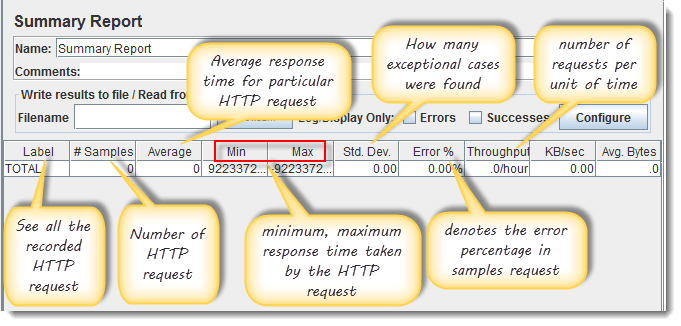 Summary Report
Name: Summary Report
Comments:
Write results to file / Read from
Filename
Log/Display Only: Errors Successes Configure
Average response
time for particular
HTTP request
How many
exceptional cases
were found
number of
requests per
unit of time
Label # Samples Average Min Max Std. Dev. Error % Throughput KB/sec Avg. Bytes
TOTAL 0 0 9223372... -9223372... 0.00 0.00% .0/hour 0.00 .0
See all the
recorded
HTTP
request
Number of
HTTP
request
minimum, maximum
response time taken
by the HTTP
request
denotes the error
percentage in
samples request